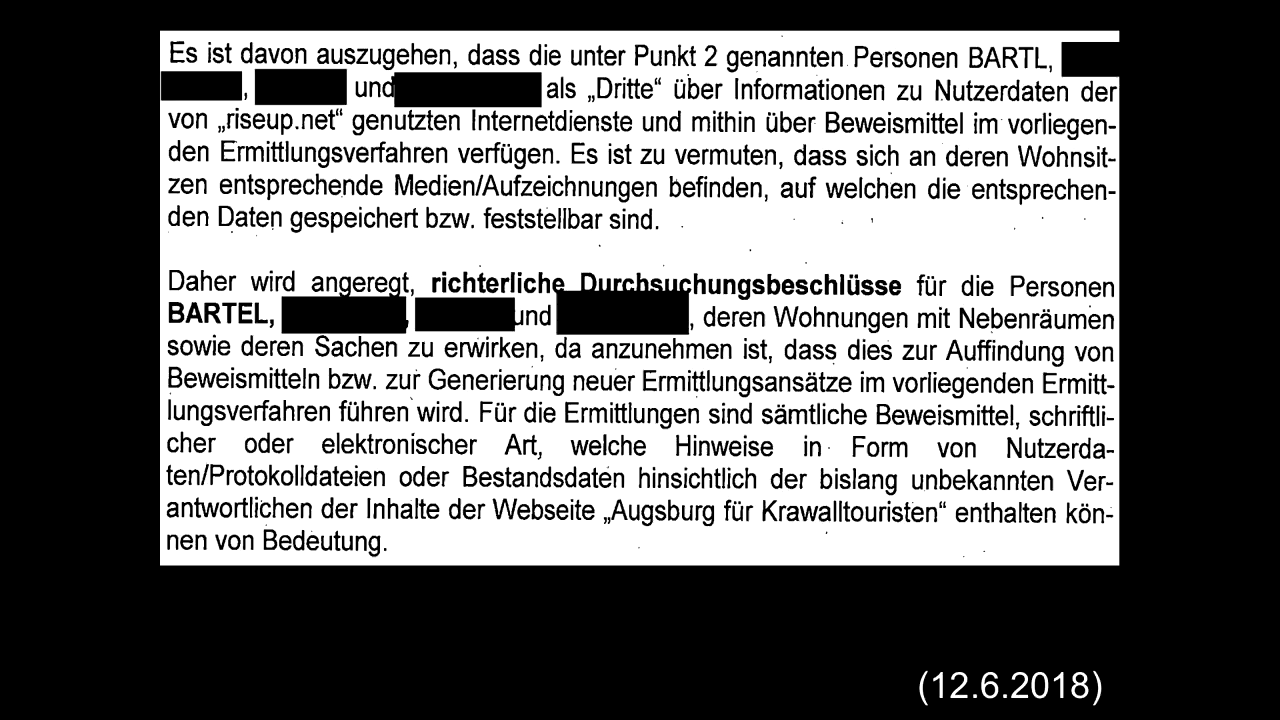 Es ist davon auszugehen, dass die unter Punkt 2 genannten Personen BARTL,
, und als „Dritte“ über Informationen zu Nutzerdaten der
von „riseup.net“ genutzten Internetdienste und mithin über Beweismittel im vorliegen-
den Ermittlungsverfahren verfügen. Es ist zu vermuten, dass sich an deren Wohnsit-
zen entsprechende Medien/Aufzeichnungen befinden, auf welchen die entsprechen-
den Daten gespeichert bzw. feststellbar sind.
Daher wird angeregt, richterliche Durchsuchungsbeschlüsse für die Personen
BARTEL, , und , deren Wohnungen mit Nebenräumen
sowie deren Sachen zu erwirken, da anzunehmen ist, dass dies zur Auffindung von
Beweismitteln bzw. zur Generierung neuer Ermittlungsansätze im vorliegenden Ermitt-
lungsverfahren führen wird. Für die Ermittlungen sind sämtliche Beweismittel, schriftli-
cher oder elektronischer Art, welche Hinweise in Form von Nutzerda-
ten/Protokolldateien oder Bestandsdaten hinsichtlich der bislang unbekannten Ver-
antwortlichen der Inhalte der Webseite „Augsburg für Krawalltouristen“ enthalten kön-
nen von Bedeutung.
(12.6.2018)